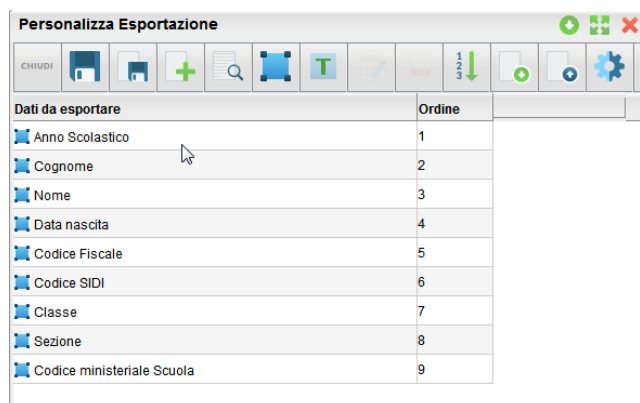 Personalizza Esportazione
CHIUDI
T
1
2
3
Dati da esportare Ordine
Anno Scolastico 1
Cognome 2
Nome 3
Data nascita 4
Codice Fiscale 5
Codice SIDI 6
Classe 7
Sezione 8
Codice ministeriale Scuola 9